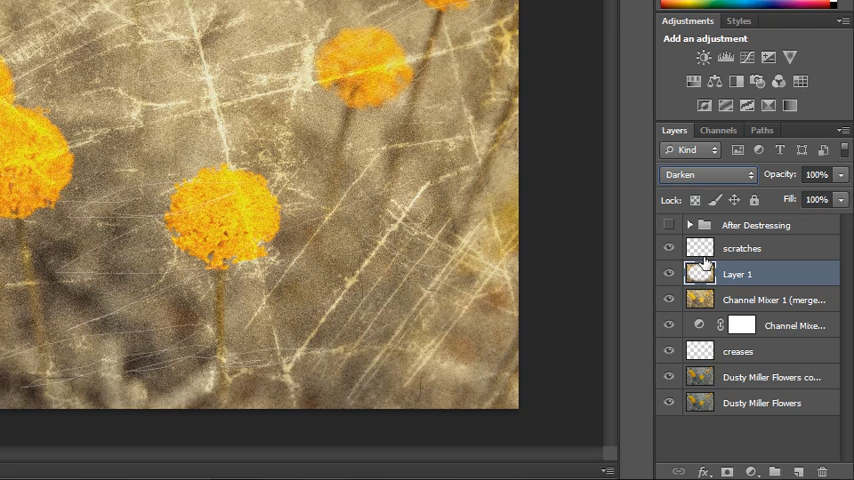 Adjustments Styles
Add an adjustment
Layers Channels Paths
Kind
Darken Opacity: 100%
Lock: Fill: 100%
After Destressing
scratches
Layer 1
Channel Mixer 1 (merge...
Channel Mixe...
creases
Dusty Miller Flowers co...
Dusty Miller Flowers
fx